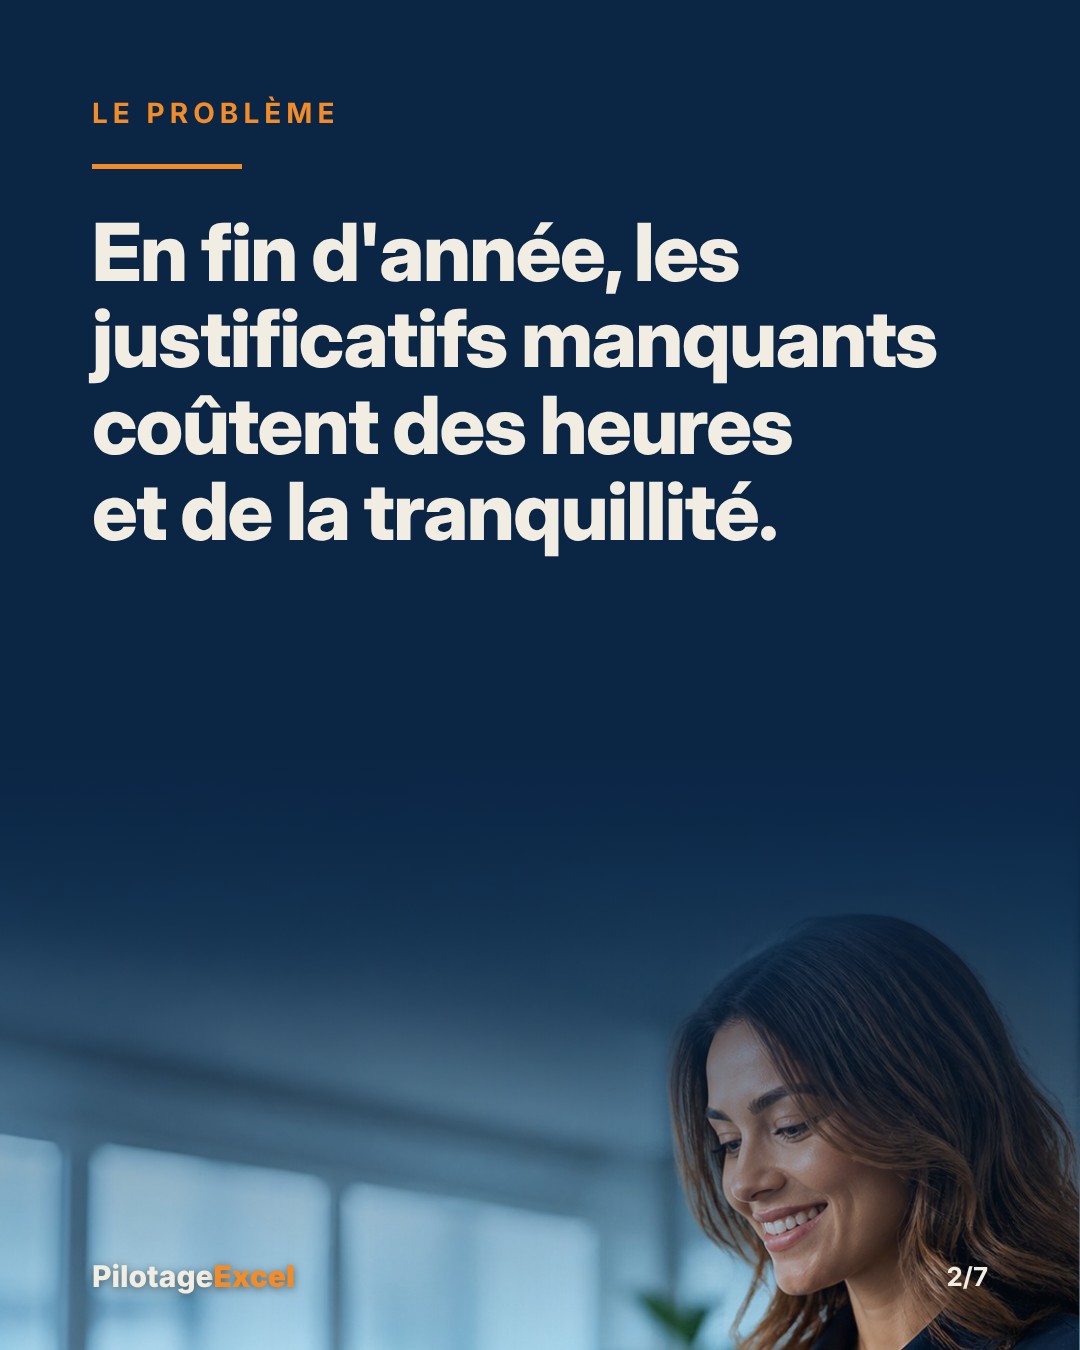 LE PROBLÈME
En fin d'année, les
justificatifs manquants
coûtent des heures
et de la tranquillité.
PilotageExcel
2/7